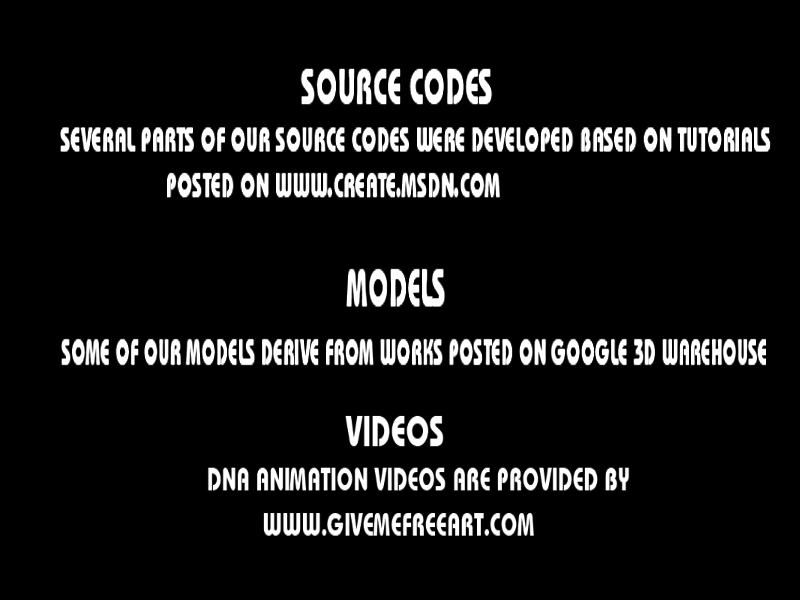 SOURCE CODES
SEVERAL PARTS OF OUR SOURCE CODES WERE DEVELOPED BASED ON TUTORIALS
POSTED ON WWW.CREATE.MSDN.COM
MODELS
SOME OF OUR MODELS DERIVE FROM WORKS POSTED ON GOOGLE 3D WAREHOUSE
VIDEOS
DNA ANIMATION VIDEOS ARE PROVIDED BY
WWW.GIVEMEFREEART.COM